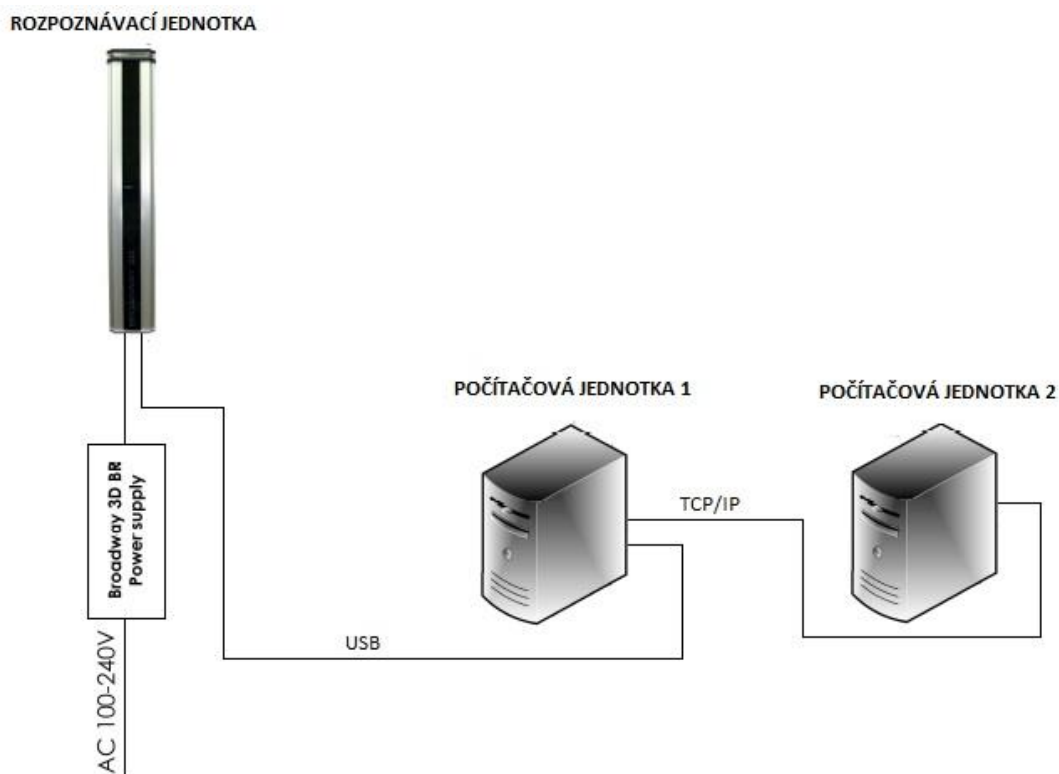 ROZPOZNÁVACÍ JEDNOTKA
POČÍTAČOVÁ JEDNOTKA 1
POČÍTAČOVÁ JEDNOTKA 2
Broadway 3D BR
Power supply
TCP/IP
USB
AC 100-240V